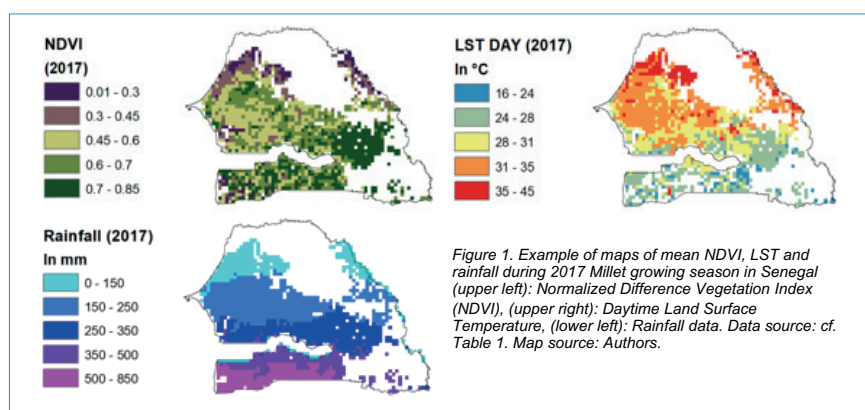 NDVI
(2017)
0.01 - 0.3
0.3 - 0.45
0.45 - 0.6
0.6 - 0.7
0.7 - 0.85
LST DAY (2017)
In °C
16 - 24
24 - 28
28 - 31
31 - 35
35 - 45
Rainfall (2017)
In mm
0 - 150
150 - 250
250 - 350
350 - 500
500 - 850
Figure 1. Example of maps of mean NDVI, LST and
rainfall during 2017 Millet growing season in Senegal
(upper left): Normalized Difference Vegetation Index
(NDVI), (upper right): Daytime Land Surface
Temperature, (lower left): Rainfall data. Data source: cf.
Table 1. Map source: Authors.